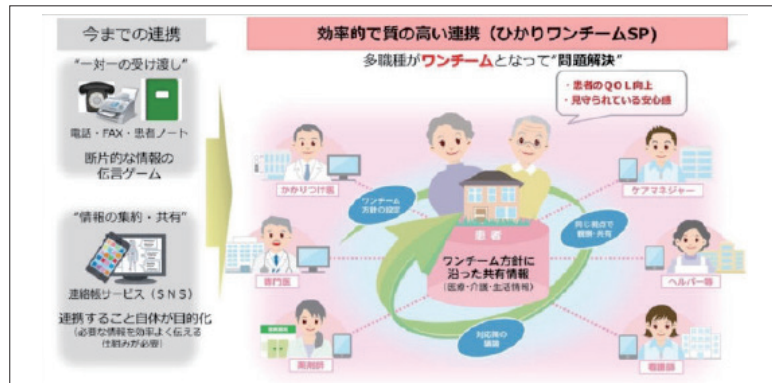 今までの連携
“一対一の受け渡し”
電話・FAX・患者ノート
断片的な情報の
伝言ゲーム
“情報の集約・共有”
連絡帳サービス（SNS）
連携すること自体が目的化
（必要な情報を効率よく伝える
仕組みが必要）
効率的で質の高い連携（ひかりワンチームSP）
多職種がワンチームとなって“問題解決”
・患者のQOL向上
・見守られている安心感
かかりつけ医
ケアマネジャー
ワンチーム
方針の設定
同じ視点で
観察・共有
患者
専門医
ワンチーム方針に
沿った共有情報
（医療・介護・生活情報）
ヘルパー等
対応策の
議論
薬剤師
看護師